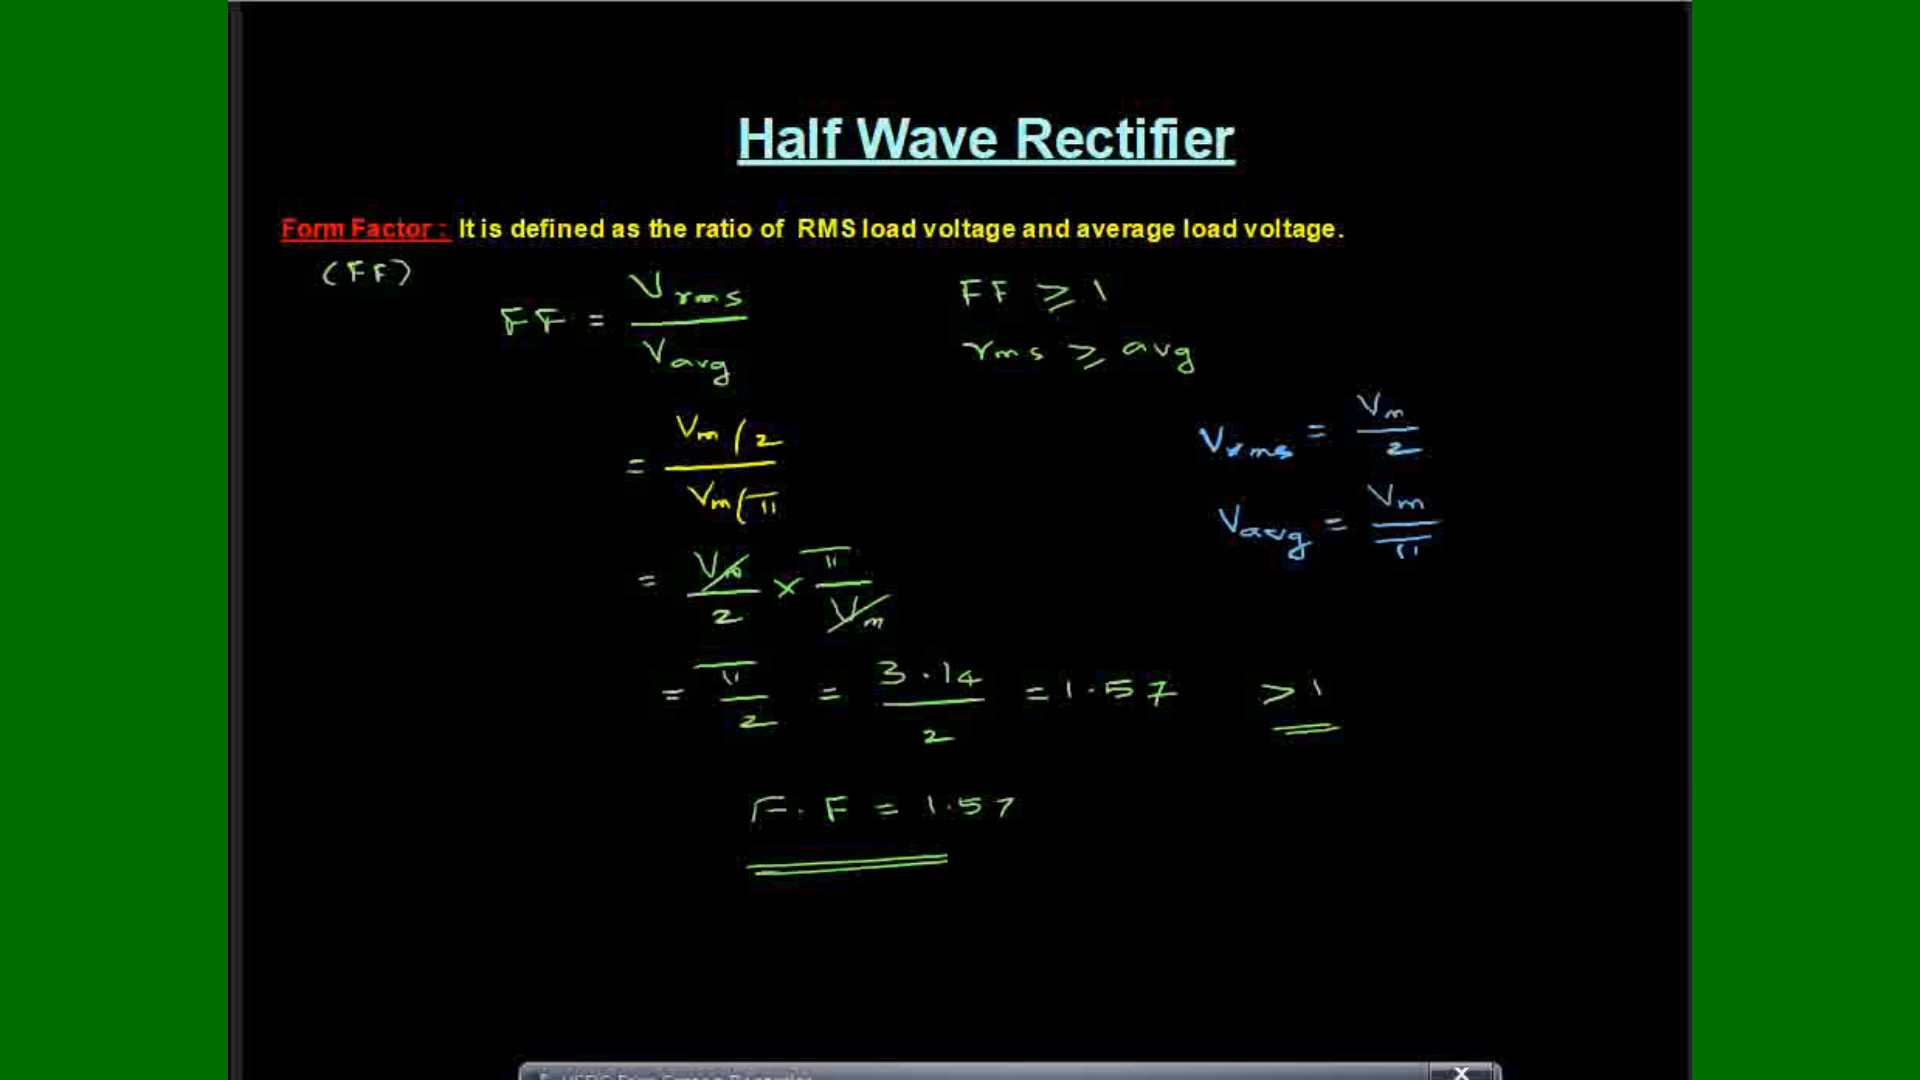 Half Wave Rectifier
Form Factor : It is defined as the ratio of RMS load voltage and average load voltage.
(FF)
FF = Vrms / Vavg
FF ≥ 1
rms ≥ avg
= Vm/2 / Vm/π
Vrms = Vm / 2
Vavg = Vm / π
= Vm / 2 × π / Vm
= π / 2 = 3.14 / 2 = 1.57 > 1
F.F = 1.57
X